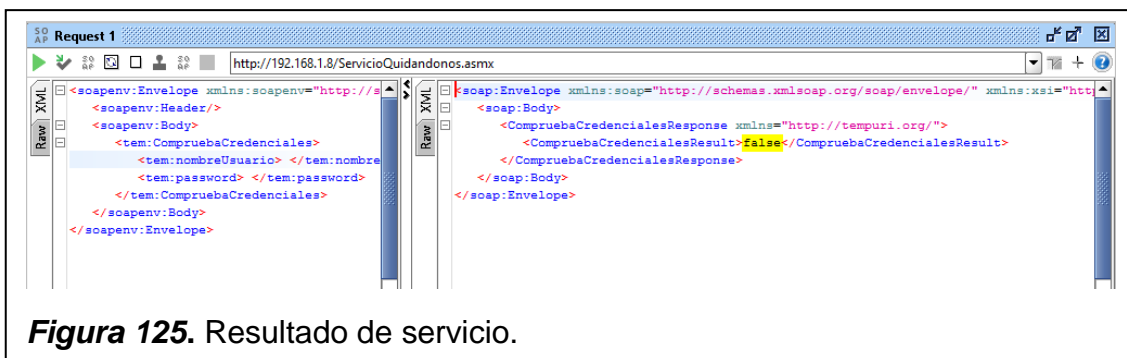 SOAP Request 1
http://192.168.1.8/ServicioQuidandonos.asmx
XML
Raw
<soapenv:Envelope xmlns:soapenv="http://s
<soapenv:Header/>
<soapenv:Body>
<tem:CompruebaCredenciales>
<tem:nombreUsuario> </tem:nombre
<tem:password> </tem:password>
</tem:CompruebaCredenciales>
</soapenv:Body>
</soapenv:Envelope>
XML
Raw
<soap:Envelope xmlns:soap="http://schemas.xmlsoap.org/soap/envelope/" xmlns:xsi="htt
<soap:Body>
<CompruebaCredencialesResponse xmlns="http://tempuri.org/">
<CompruebaCredencialesResult>false</CompruebaCredencialesResult>
</CompruebaCredencialesResponse>
</soap:Body>
</soap:Envelope>
Figura 125. Resultado de servicio.